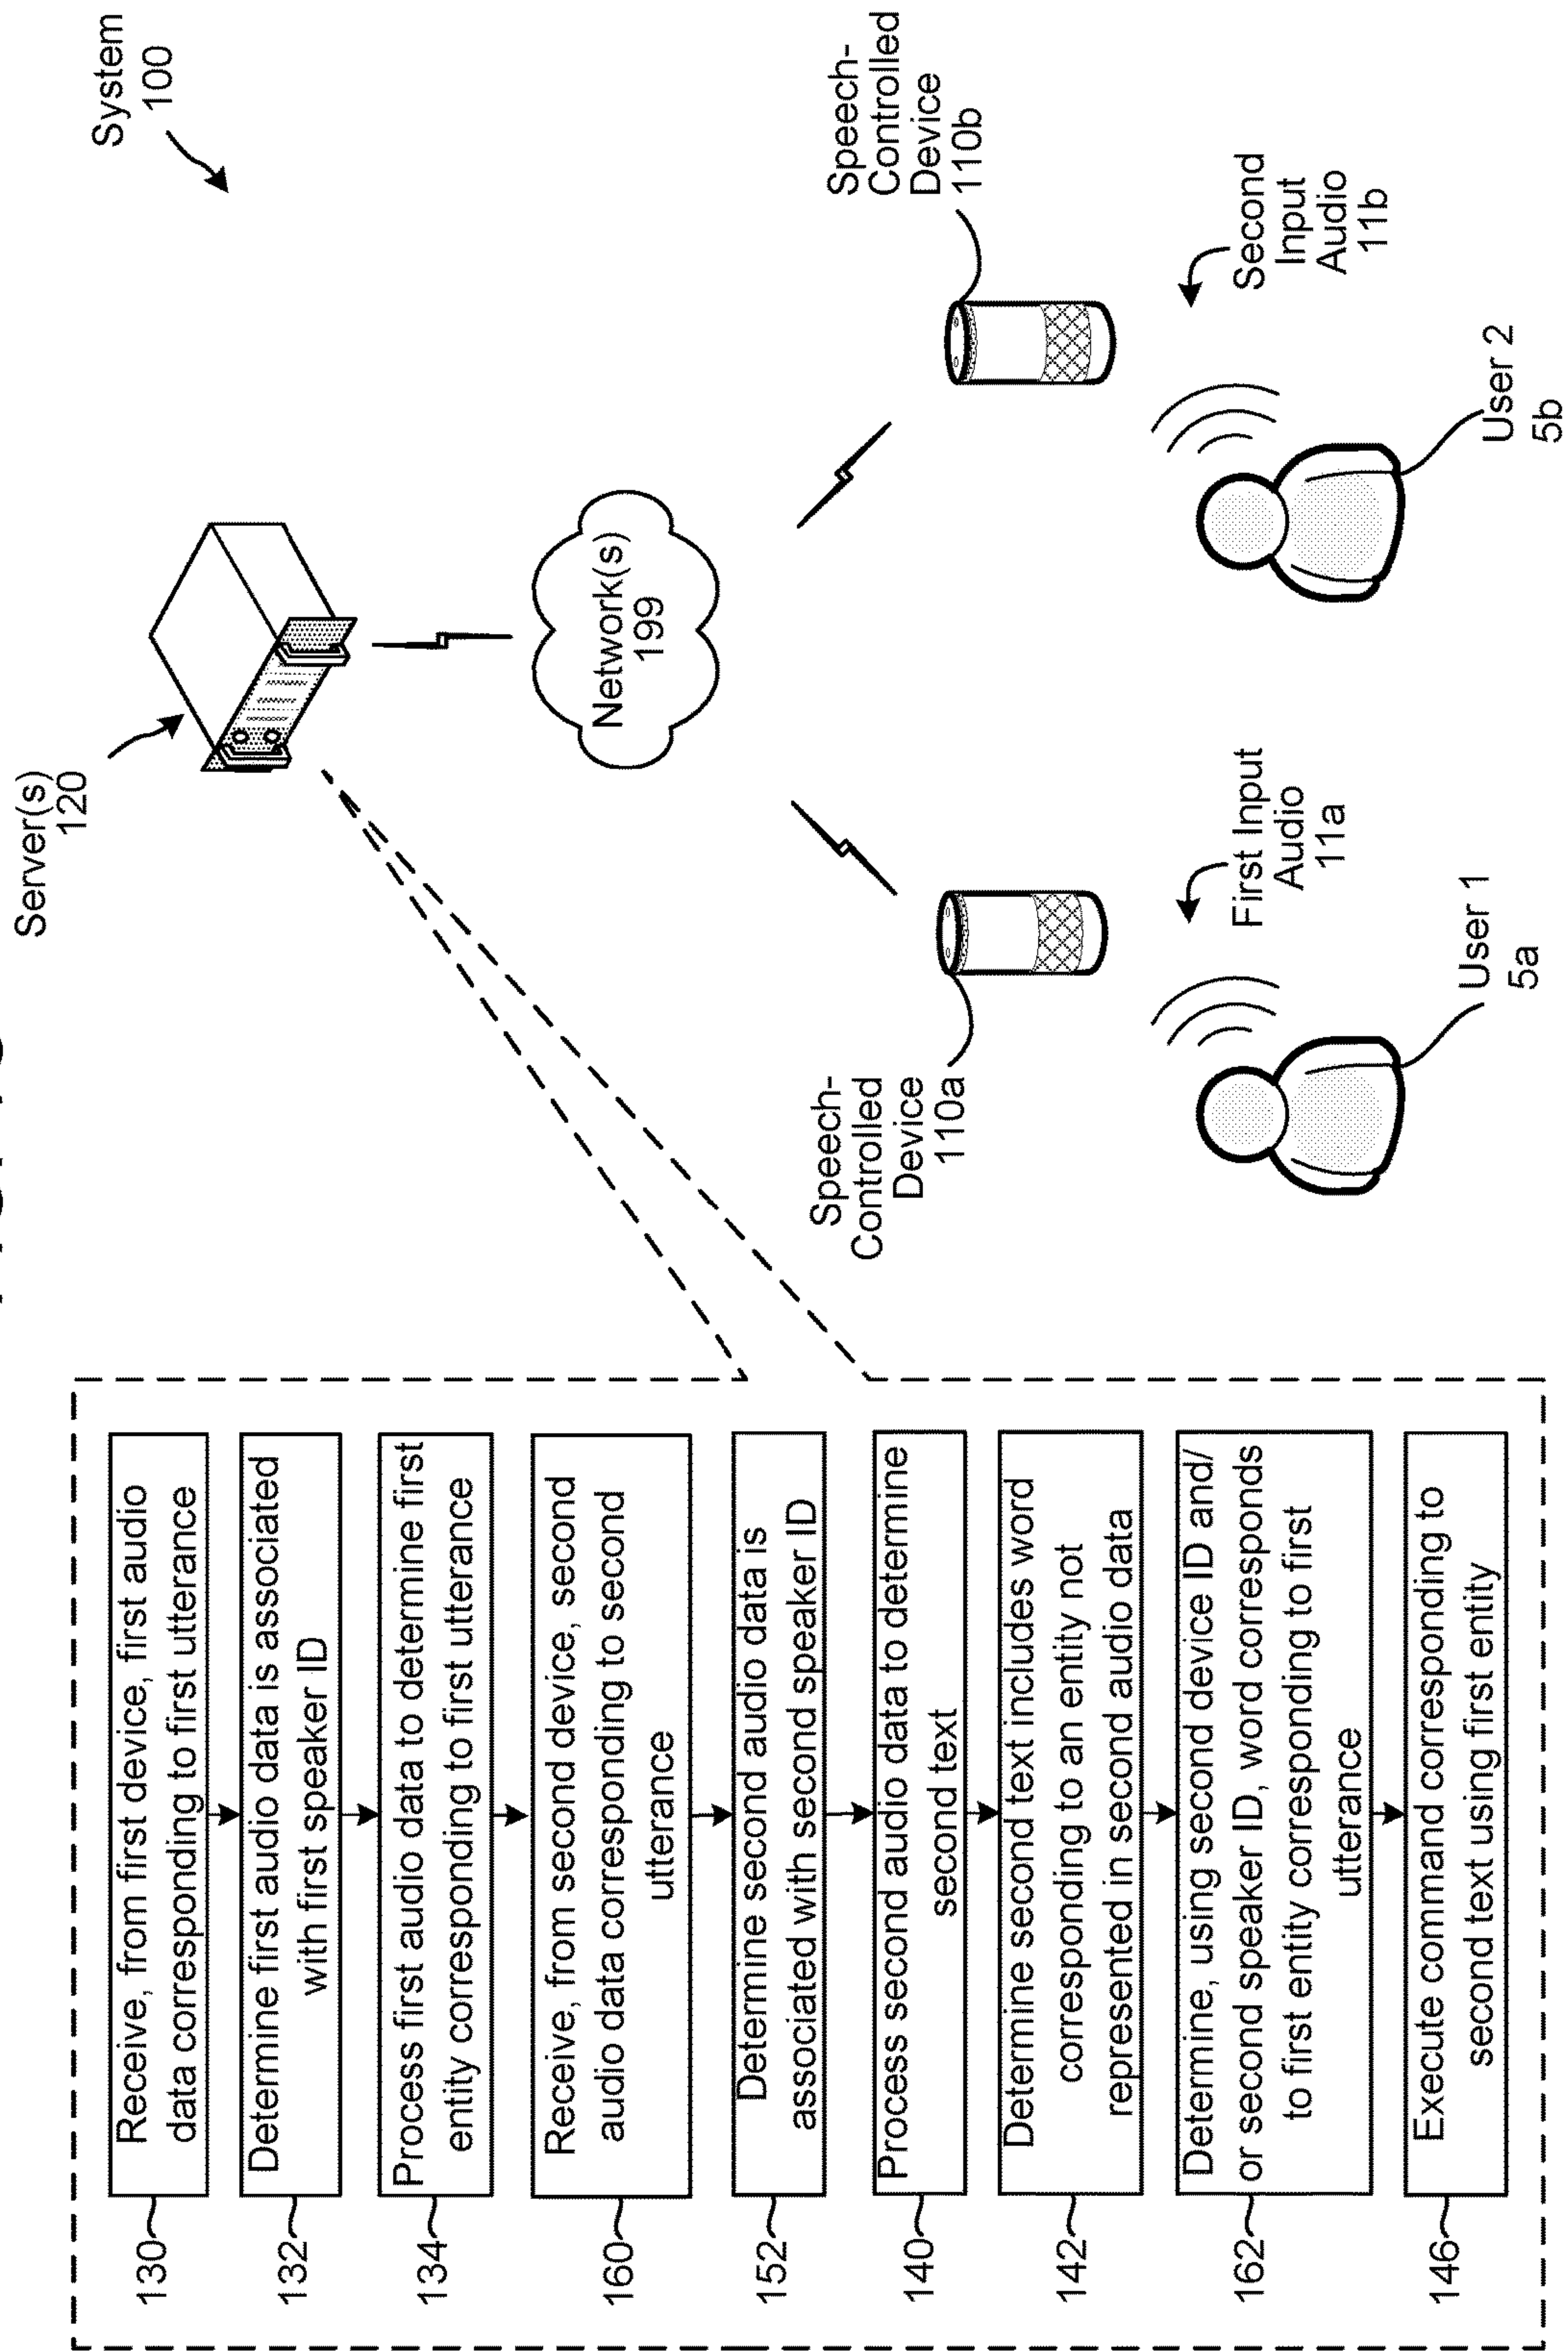 System
100
Server(s)
120
Network(s)
199
Speech-
Controlled
Device
110a
Speech-
Controlled
Device
110b
First Input
Audio
11a
Second
Input
Audio
11b
User 1
5a
User 2
5b
130
Receive, from first device, first audio
data corresponding to first utterance
132
Determine first audio data is associated
with first speaker ID
134
Process first audio data to determine first
entity corresponding to first utterance
160
Receive, from second device, second
audio data corresponding to second
utterance
152
Determine second audio data is
associated with second speaker ID
140
Process second audio data to determine
second text
142
Determine second text includes word
corresponding to an entity not
represented in second audio data
162
Determine, using second device ID and/
or second speaker ID, word corresponds
to first entity corresponding to first
utterance
146
Execute command corresponding to
second text using first entity